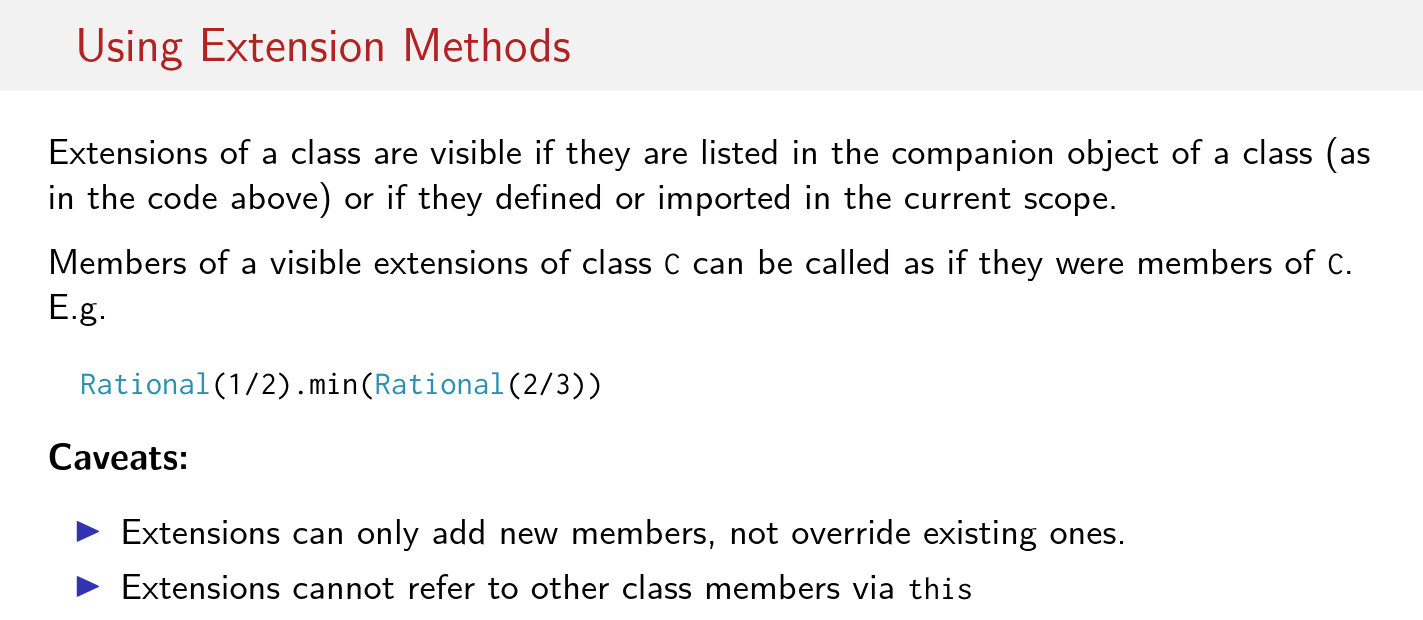 Using Extension Methods
Extensions of a class are visible if they are listed in the companion object of a class (as
in the code above) or if they defined or imported in the current scope.
Members of a visible extensions of class C can be called as if they were members of C.
E.g.
Rational(1/2).min(Rational(2/3))
Caveats:
▶ Extensions can only add new members, not override existing ones.
▶ Extensions cannot refer to other class members via this